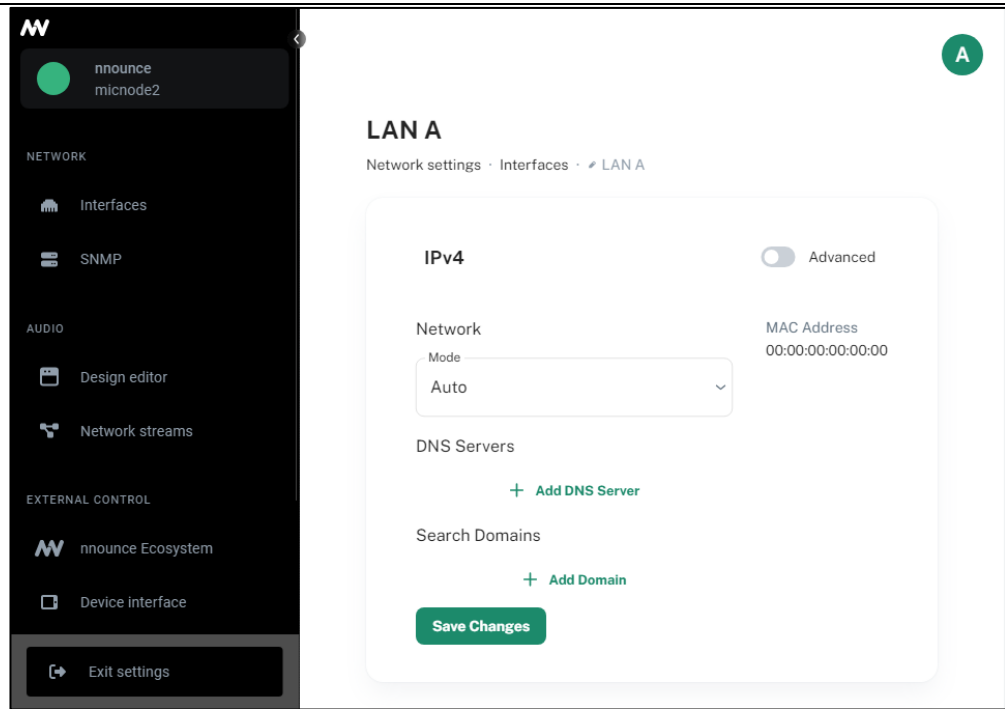 nnounce
micnode2
NETWORK
Interfaces
SNMP
AUDIO
Design editor
Network streams
EXTERNAL CONTROL
nnounce Ecosystem
Device interface
Exit settings
A
LAN A
Network settings · Interfaces · LAN A
IPv4
Advanced
Network
MAC Address
00:00:00:00:00:00
Mode
Auto
DNS Servers
+ Add DNS Server
Search Domains
+ Add Domain
Save Changes